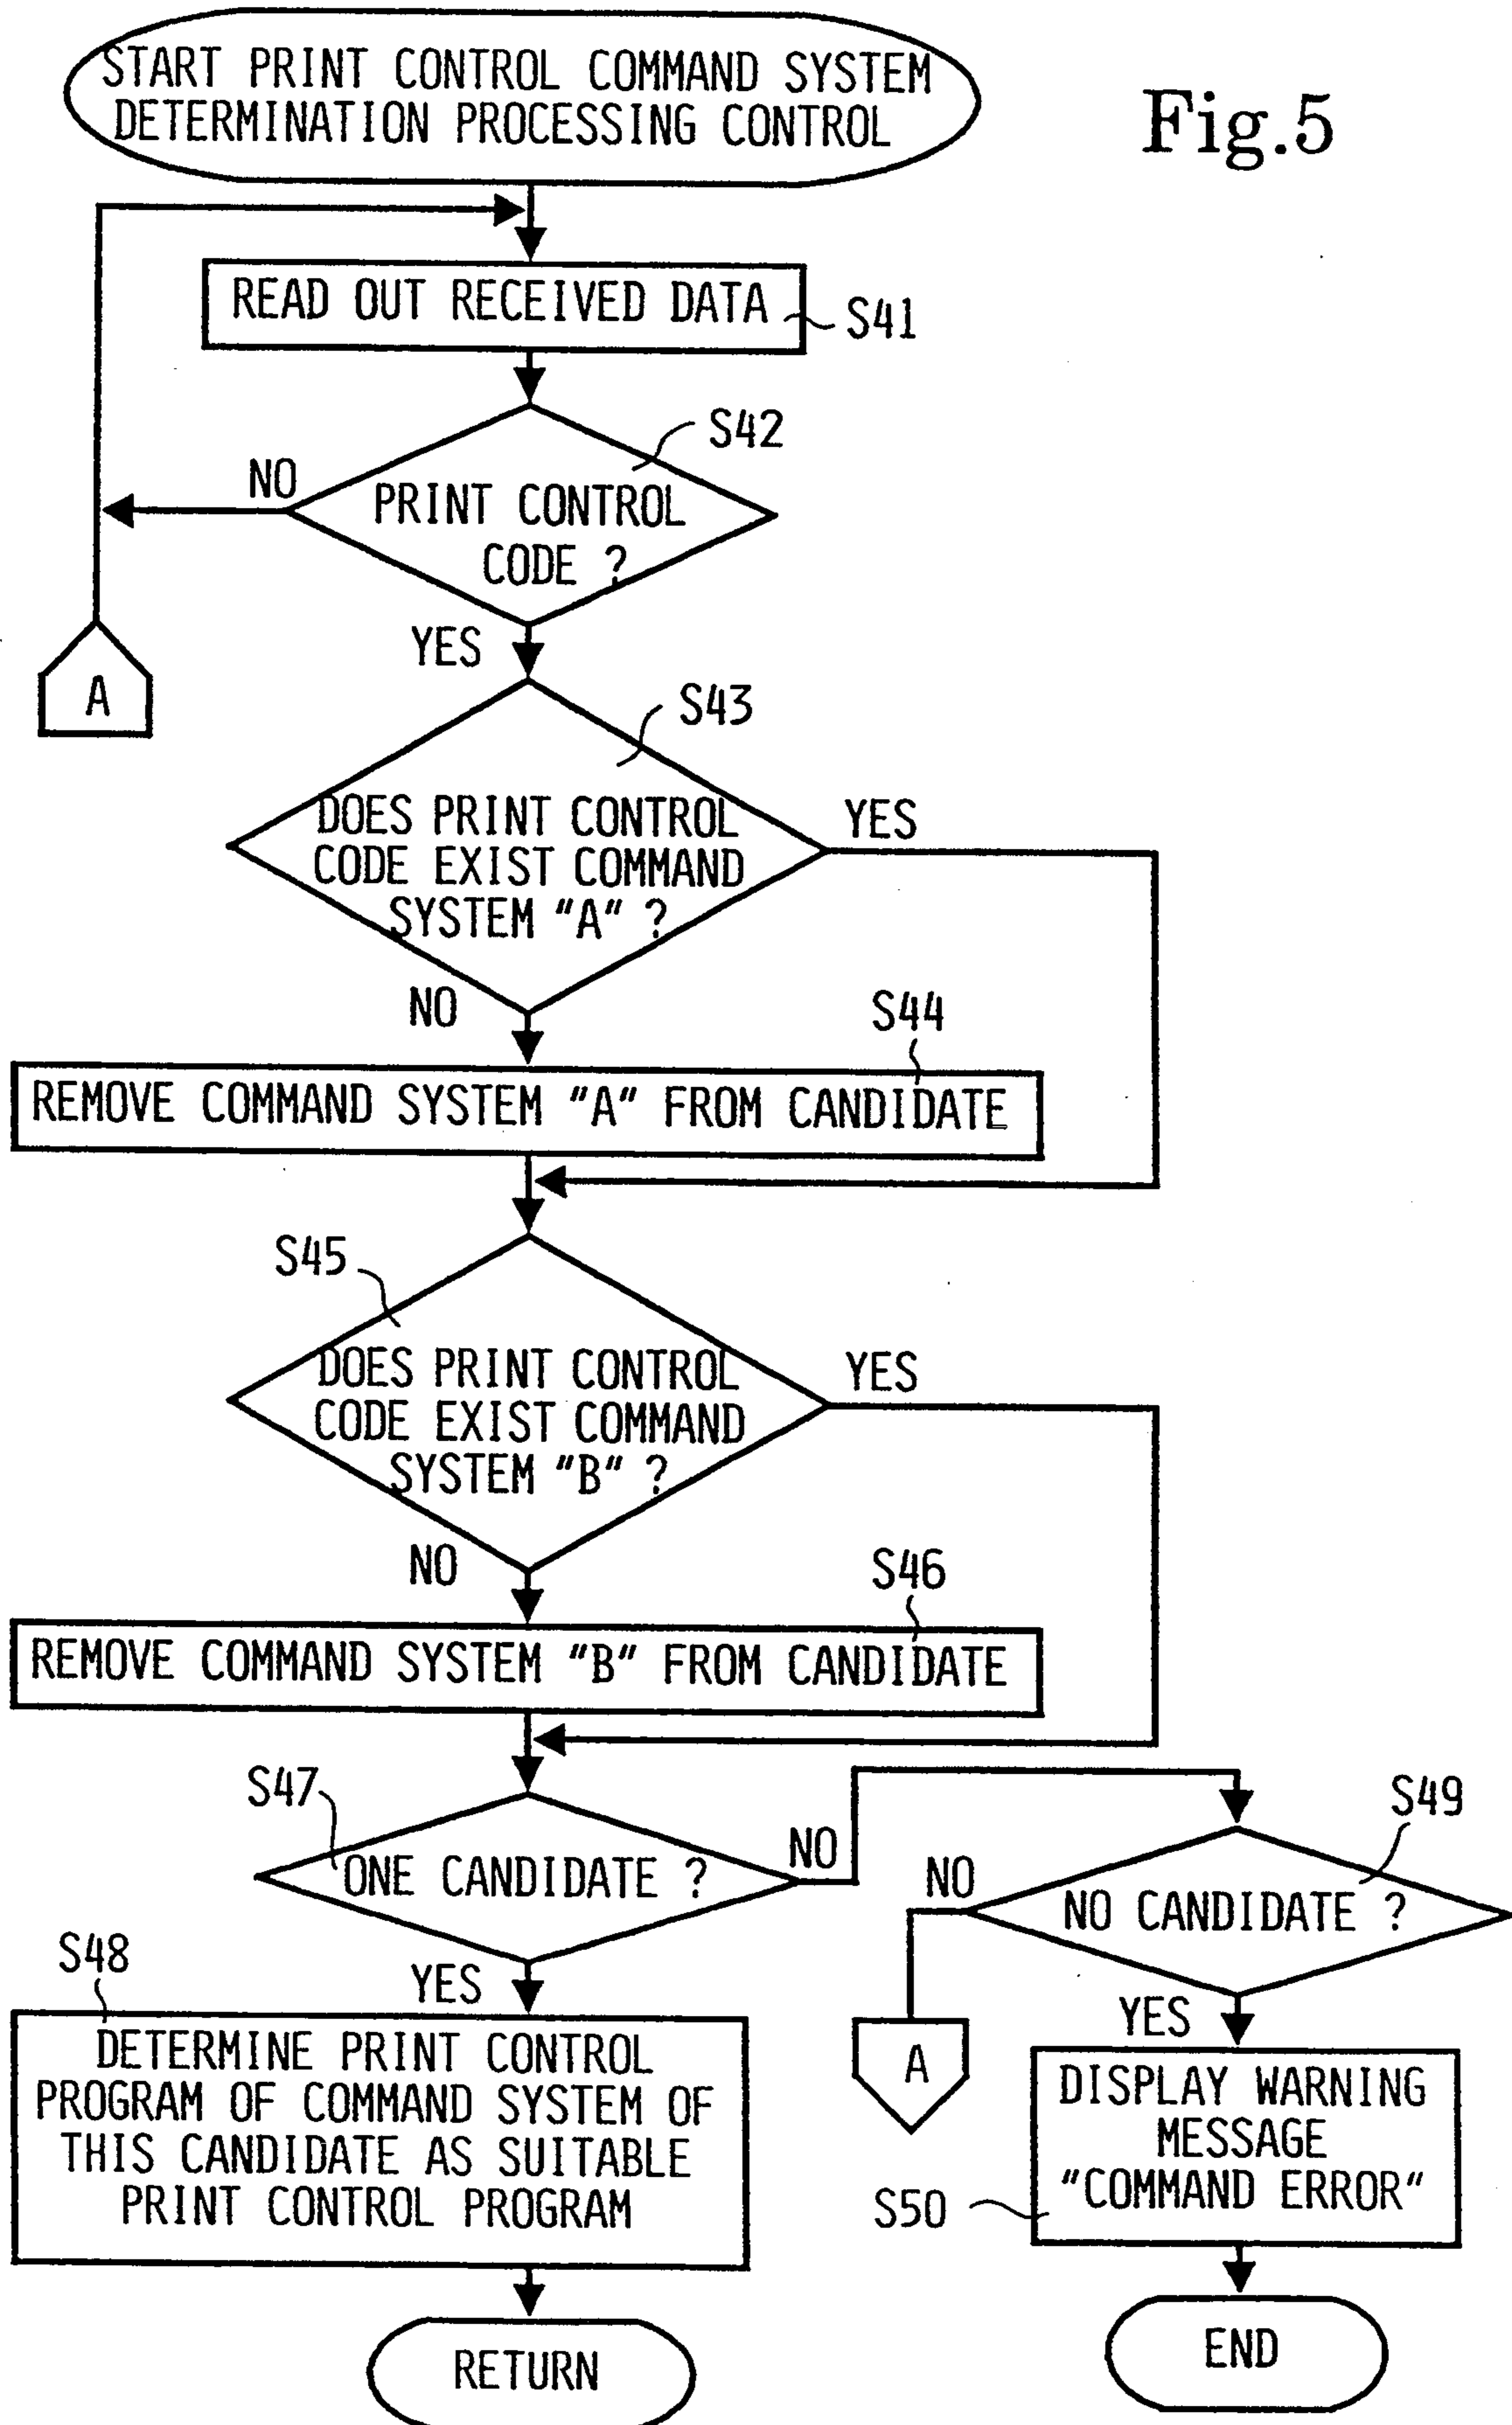 START PRINT CONTROL COMMAND SYSTEM
DETERMINATION PROCESSING CONTROL
Fig.5
READ OUT RECEIVED DATA
S41
S42
NO
PRINT CONTROL
CODE ?
YES
A
S43
DOES PRINT CONTROL
CODE EXIST COMMAND
SYSTEM "A" ?
YES
NO
S44
REMOVE COMMAND SYSTEM "A" FROM CANDIDATE
S45
DOES PRINT CONTROL
CODE EXIST COMMAND
SYSTEM "B" ?
YES
NO
S46
REMOVE COMMAND SYSTEM "B" FROM CANDIDATE
S47
ONE CANDIDATE ?
NO
S49
NO
NO CANDIDATE ?
S48
YES
DETERMINE PRINT CONTROL
PROGRAM OF COMMAND SYSTEM OF
THIS CANDIDATE AS SUITABLE
PRINT CONTROL PROGRAM
A
YES
DISPLAY WARNING
MESSAGE
"COMMAND ERROR"
S50
RETURN
END